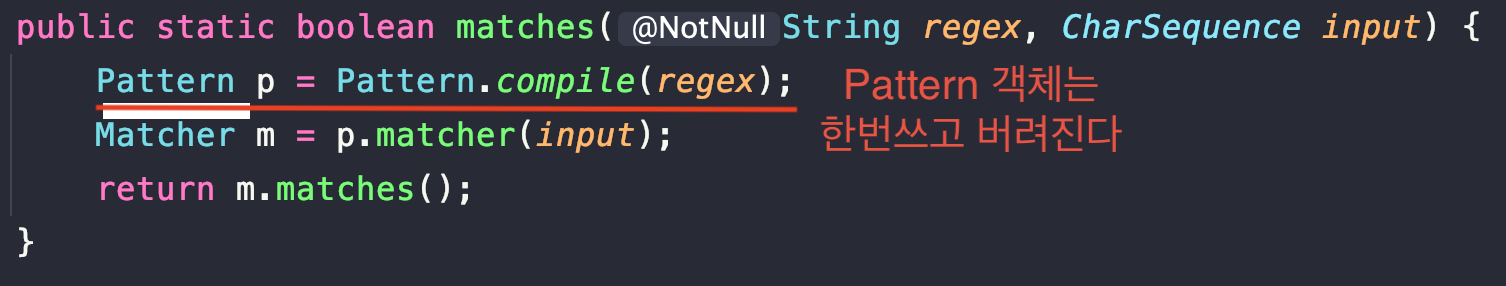 public static boolean matches( @NotNull String regex, CharSequence input) {
Pattern p = Pattern.compile(regex); Pattern 객체는
Matcher m = p.matcher(input); 한번쓰고 버려진다
return m.matches();
}